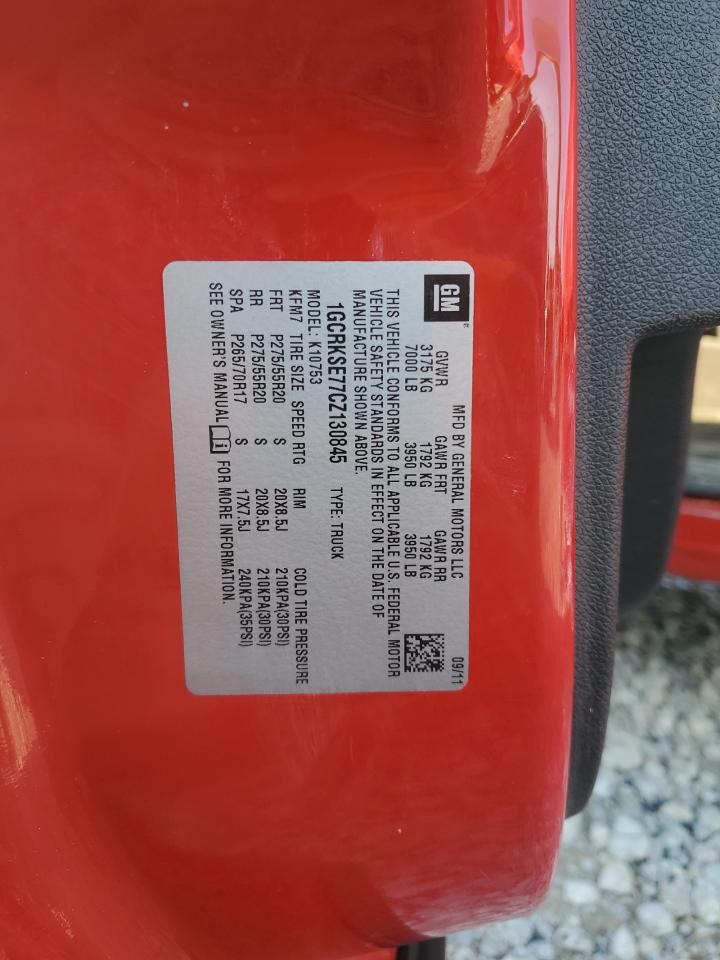 GM
MFD BY GENERAL MOTORS LLC 09/11
GVWR GAWR FRT GAWR RR
3175 KG 1792 KG 1792 KG
7000 LB 3950 LB 3950 LB
THIS VEHICLE CONFORMS TO ALL APPLICABLE U.S. FEDERAL MOTOR
VEHICLE SAFETY STANDARDS IN EFFECT ON THE DATE OF
MANUFACTURE SHOWN ABOVE.
1GCRKSE77CZ130845 TYPE: TRUCK
MODEL: K10753
KFM7 TIRE SIZE SPEED RTG RIM COLD TIRE PRESSURE
FRT P275/55R20 S 20X8.5J 210KPA(30PSI)
RR P275/55R20 S 20X8.5J 210KPA(30PSI)
SPA P265/70R17 S 17X7.5J 240KPA(35PSI)
SEE OWNER'S MANUAL FOR MORE INFORMATION.